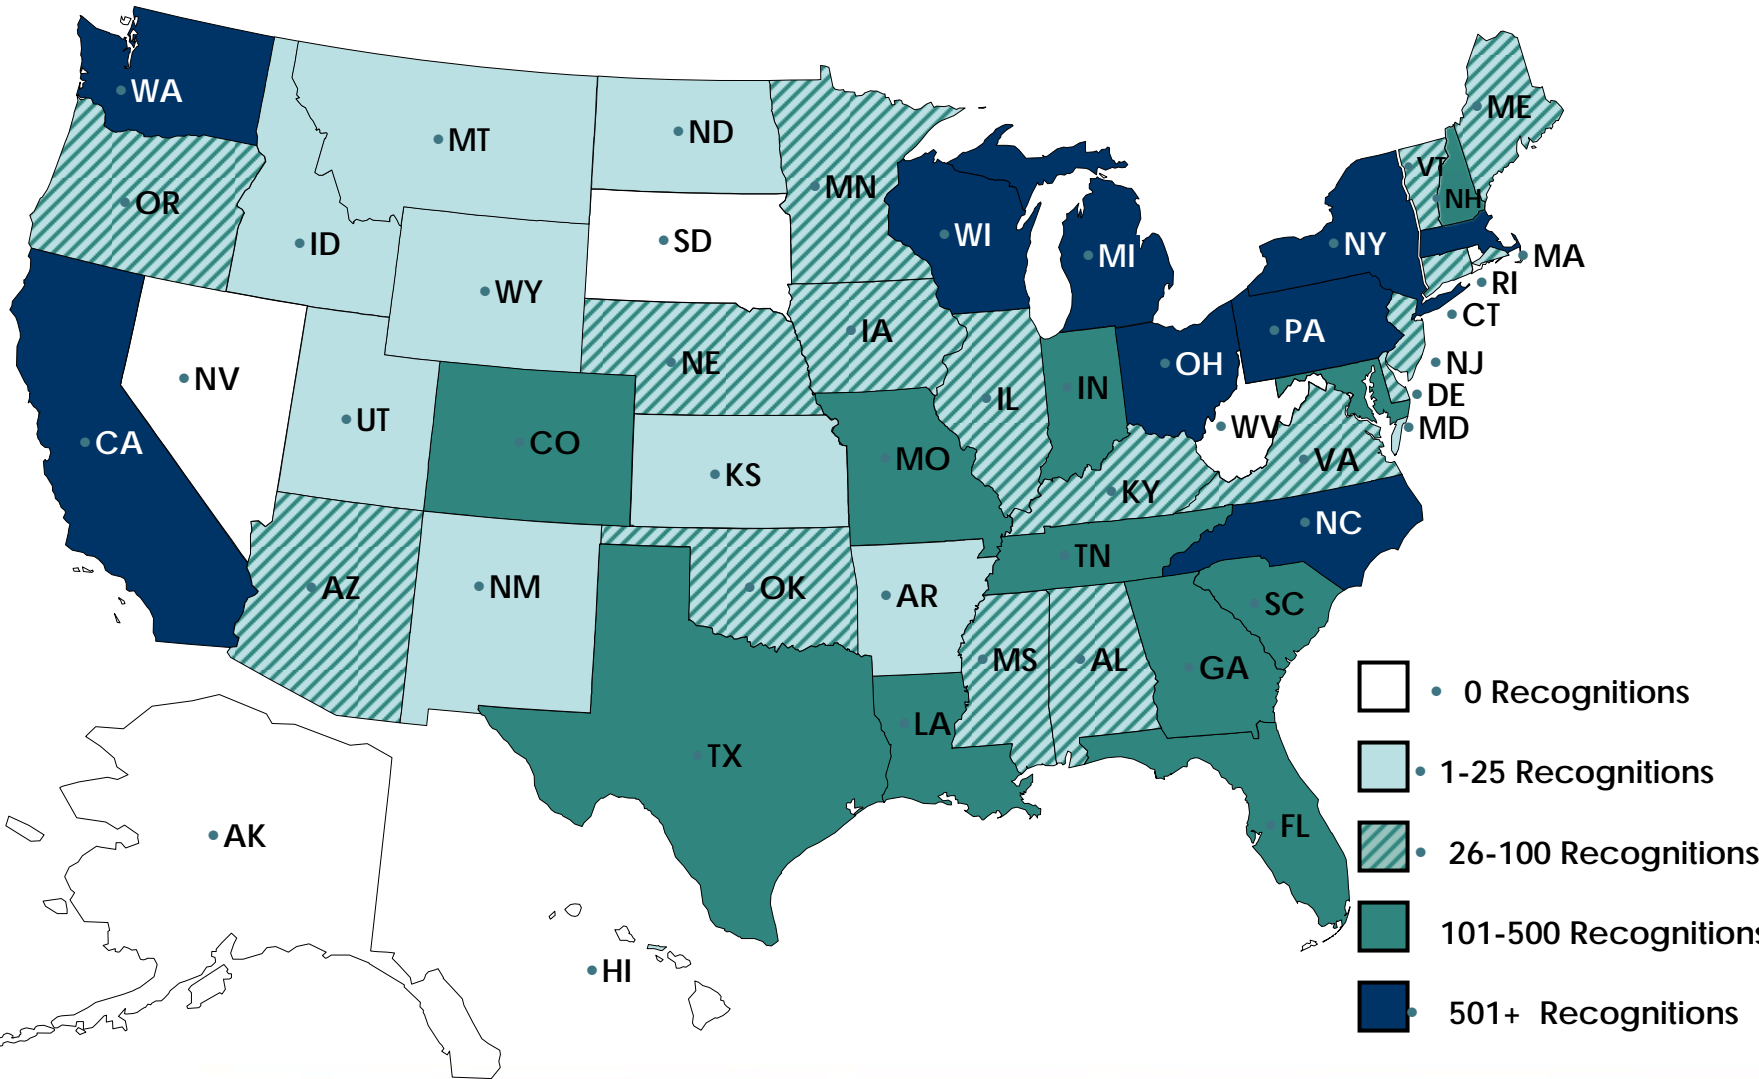 WA
MT
ND
ME
MN
VT
NH
OR
ID
SD
WI
MI
NY
MA
WY
RI
CT
IA
PA
NV
NE
OH
NJ
UT
IL
IN
DE
CA
CO
KS
MO
WV
MD
KY
VA
NC
TN
AZ
NM
OK
AR
SC
MS
AL
GA
LA
TX
FL
AK
HI
0 Recognitions
1-25 Recognitions
26-100 Recognitions
101-500 Recognitions
501+ Recognitions